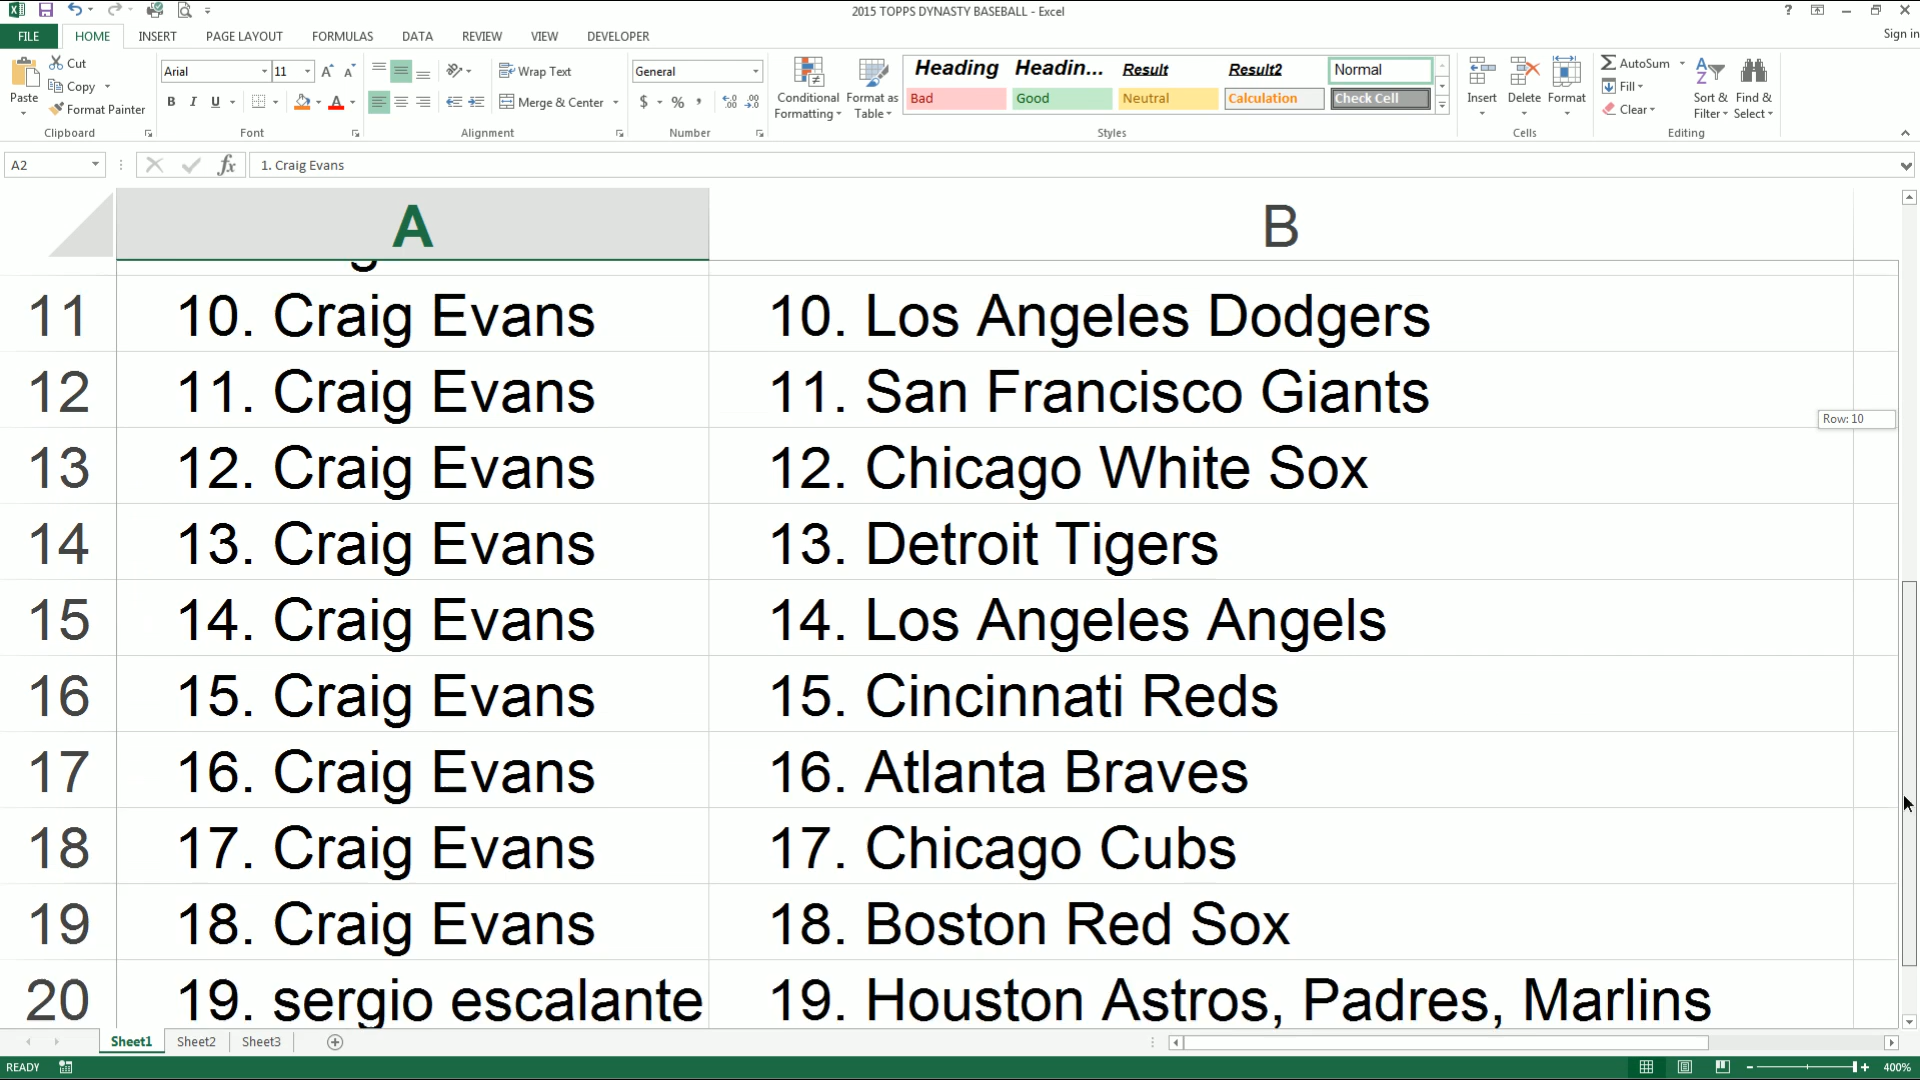 2015 TOPPS DYNASTY BASEBALL - Excel
?
Sign in
FILE HOME INSERT PAGE LAYOUT FORMULAS DATA REVIEW VIEW DEVELOPER
Paste
Cut
Copy
Format Painter
Clipboard
Arial 11
B I U
Font
Wrap Text
Merge & Center
Alignment
General
$ % ,
Number
Conditional Formatting
Format as Table
Heading Headin... Result Result2 Normal
Bad Good Neutral Calculation Check Cell
Styles
Insert Delete Format
Cells
AutoSum
Fill
Clear
Sort & Filter
Find & Select
Editing
A2 fx 1. Craig Evans
A B
11 10. Craig Evans 10. Los Angeles Dodgers
12 11. Craig Evans 11. San Francisco Giants
Row: 10
13 12. Craig Evans 12. Chicago White Sox
14 13. Craig Evans 13. Detroit Tigers
15 14. Craig Evans 14. Los Angeles Angels
16 15. Craig Evans 15. Cincinnati Reds
17 16. Craig Evans 16. Atlanta Braves
18 17. Craig Evans 17. Chicago Cubs
19 18. Craig Evans 18. Boston Red Sox
20 19. sergio escalante 19. Houston Astros, Padres, Marlins
Sheet1 Sheet2 Sheet3
READY 400%